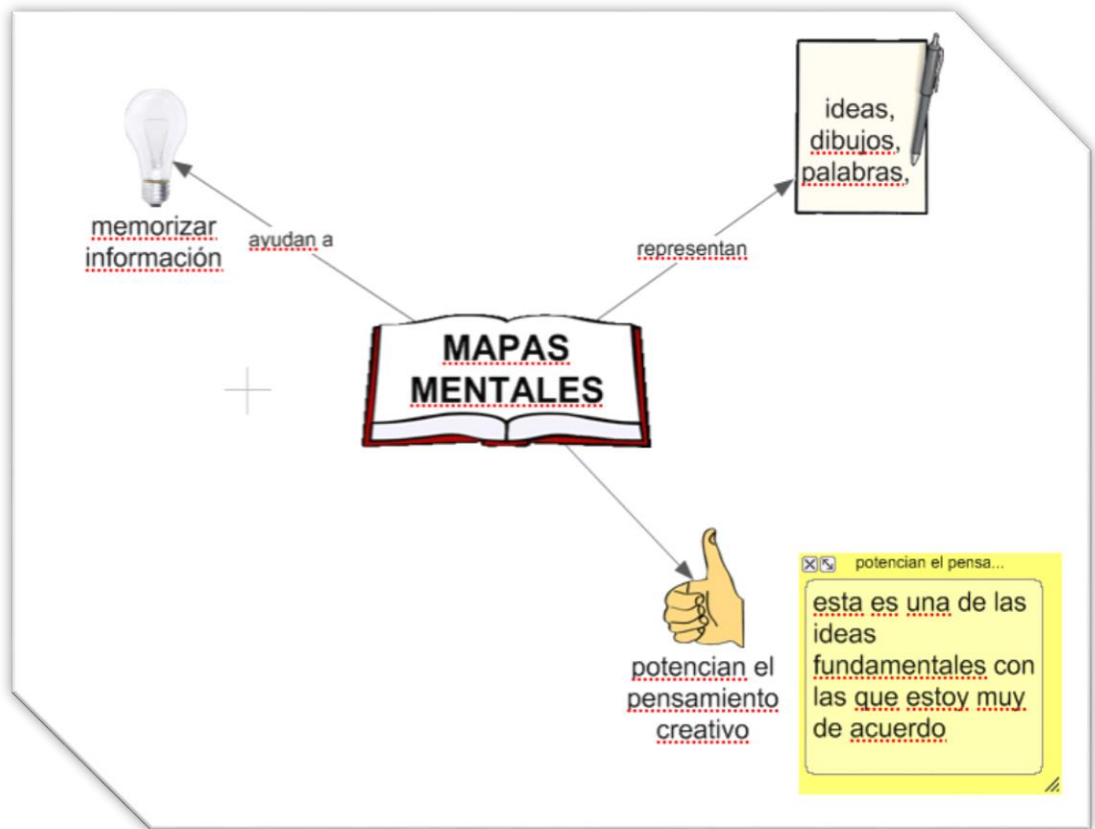 ideas,
dibujos,
palabras,
memorizar
información
ayudan a
representan
MAPAS
MENTALES
potencian el
pensamiento
creativo
potencian el pensa...
esta es una de las
ideas
fundamentales con
las que estoy muy
de acuerdo